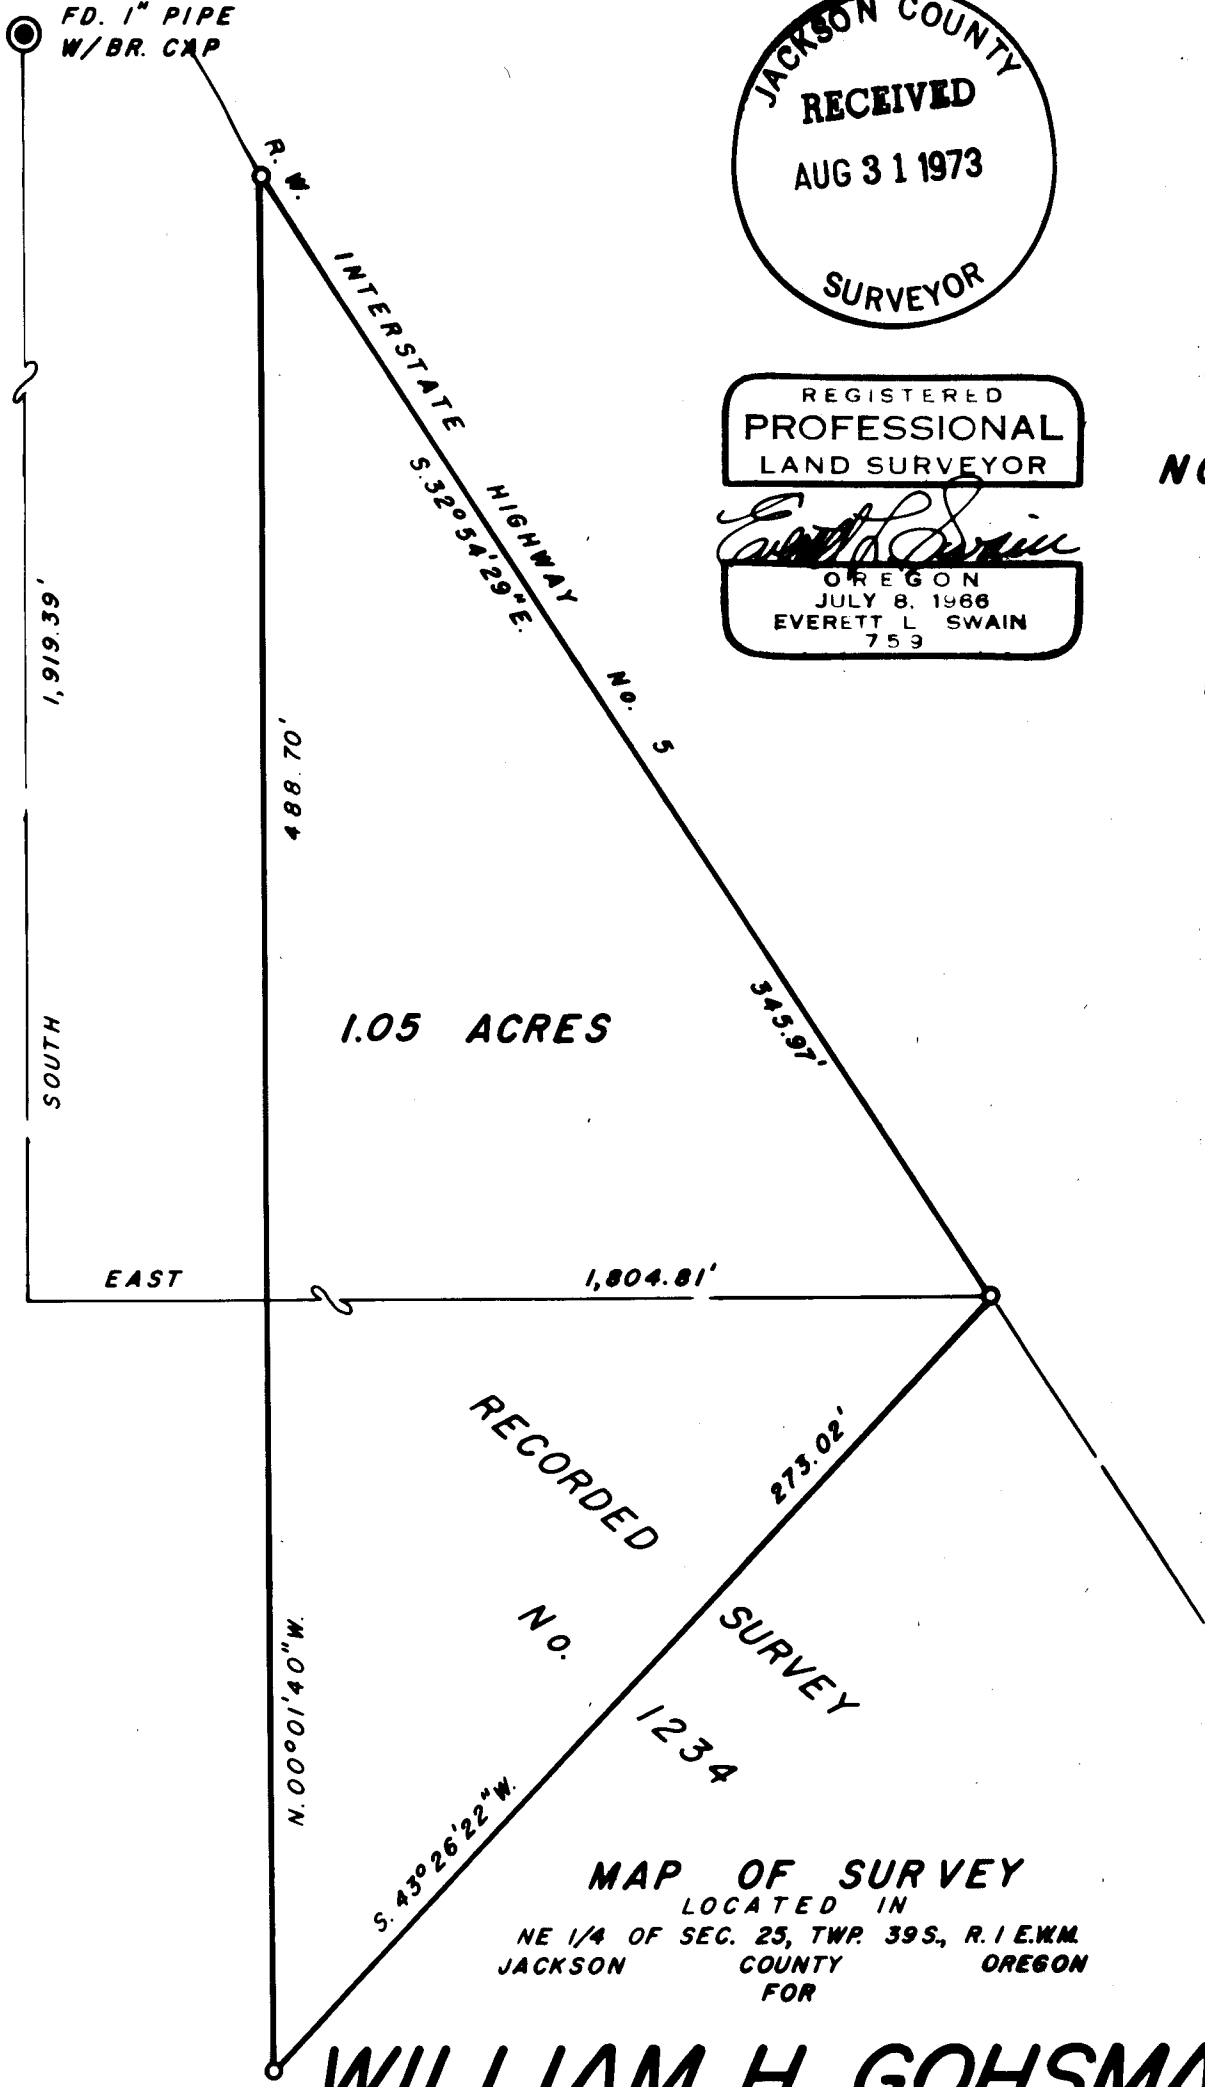 FD. 1" PIPE
W/BR. CAP
JACKSON COUNTY
RECEIVED
AUG 31 1973
SURVEYOR
R. W. INTERSTATE HIGHWAY No. 5
S. 32°54'29"E.
345.97'
REGISTERED
PROFESSIONAL
LAND SURVEYOR
Everett L Swain
OREGON
JULY 8, 1966
EVERETT L SWAIN
759
1,919.39'
SOUTH
488.70'
N. 00°01'40"W.
1.05 ACRES
EAST 1,804.81'
273.02'
S. 43°26'22"W.
RECORDED SURVEY
No. 1234
MAP OF SURVEY
LOCATED IN
NE 1/4 OF SEC. 25, TWP. 39S., R. 1 E.W.M.
JACKSON COUNTY OREGON
FOR
WILLIAM H GOHSMA